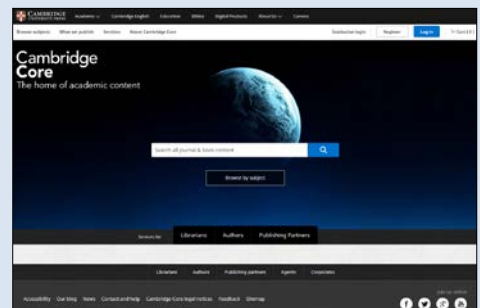 CAMBRIDGE UNIVERSITY PRESS Academic Cambridge English Education Bibles Digital Products About Us Careers
Browse subjects What we publish Services About Cambridge Core Institution login Register Log in Cart (0)
Cambridge
Core
The home of academic content
Search all journal & book content
Browse by subject
Services for Librarians Authors Publishing Partners
Librarians Authors Publishing partners Agents Corporates
Join us online
Accessibility Our blog News Contact and Help Cambridge Core legal notices Feedback Sitemap